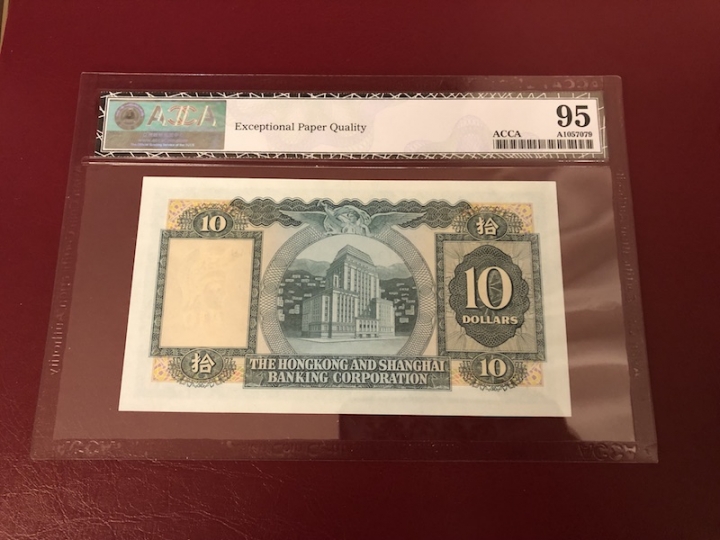 ACCA
Exceptional Paper Quality
95
ACCA A1057079
10
拾
10
DOLLARS
拾
THE HONGKONG AND SHANGHAI
BANKING CORPORATION
10